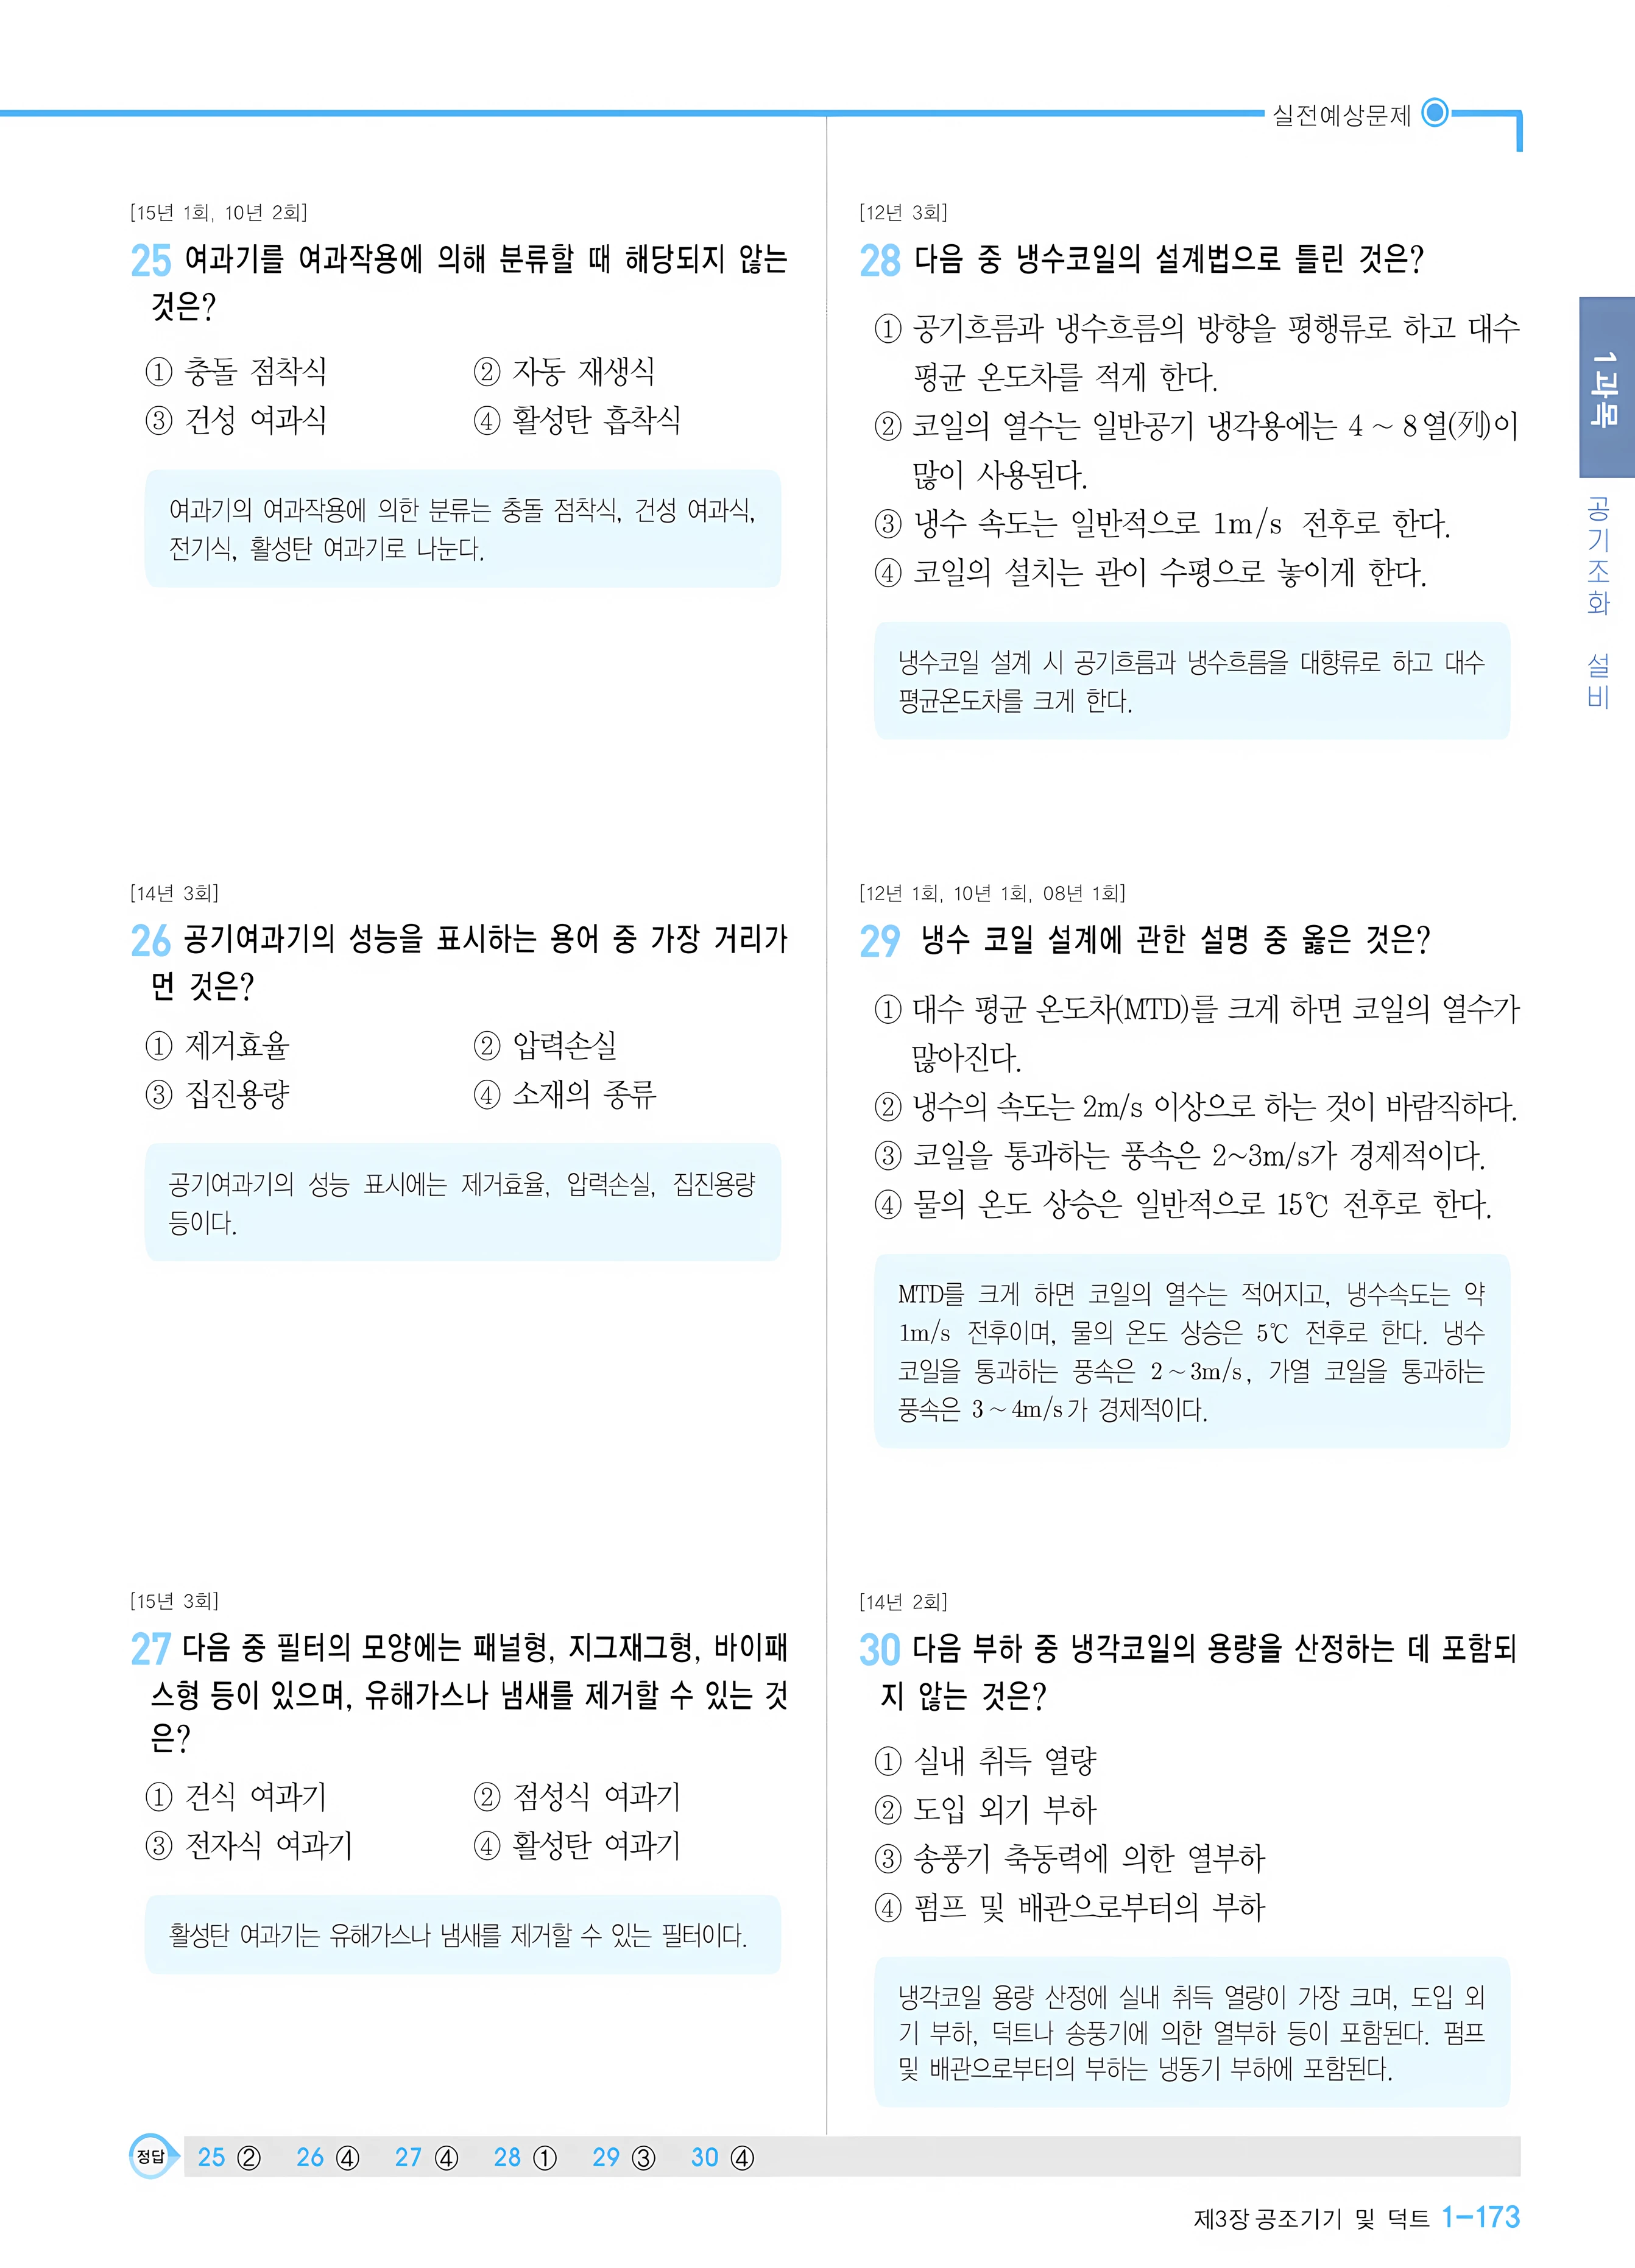 실전예상문제
[15년 1회, 10년 2회]
25 여과기를 여과작용에 의해 분류할 때 해당되지 않는
것은?
① 충돌 점착식 ② 자동 재생식
③ 건성 여과식 ④ 활성탄 흡착식
여과기의 여과작용에 의한 분류는 충돌 점착식, 건성 여과식,
전기식, 활성탄 여과기로 나눈다.
[14년 3회]
26 공기여과기의 성능을 표시하는 용어 중 가장 거리가
먼 것은?
① 제거효율 ② 압력손실
③ 집진용량 ④ 소재의 종류
공기여과기의 성능 표시에는 제거효율, 압력손실, 집진용량
등이다.
[15년 3회]
27 다음 중 필터의 모양에는 패널형, 지그재그형, 바이패
스형 등이 있으며, 유해가스나 냄새를 제거할 수 있는 것
은?
① 건식 여과기 ② 점성식 여과기
③ 전자식 여과기 ④ 활성탄 여과기
활성탄 여과기는 유해가스나 냄새를 제거할 수 있는 필터이다.
[12년 3회]
28 다음 중 냉수코일의 설계법으로 틀린 것은?
① 공기흐름과 냉수흐름의 방향을 평행류로 하고 대수
평균 온도차를 적게 한다.
② 코일의 열수는 일반공기 냉각용에는 4 ~ 8열(列)이
많이 사용된다.
③ 냉수 속도는 일반적으로 1m/s 전후로 한다.
④ 코일의 설치는 관이 수평으로 놓이게 한다.
냉수코일 설계 시 공기흐름과 냉수흐름을 대향류로 하고 대수
평균온도차를 크게 한다.
[12년 1회, 10년 1회, 08년 1회]
29 냉수 코일 설계에 관한 설명 중 옳은 것은?
① 대수 평균 온도차(MTD)를 크게 하면 코일의 열수가
많아진다.
② 냉수의 속도는 2m/s 이상으로 하는 것이 바람직하다.
③ 코일을 통과하는 풍속은 2~3m/s가 경제적이다.
④ 물의 온도 상승은 일반적으로 15℃ 전후로 한다.
MTD를 크게 하면 코일의 열수는 적어지고, 냉수속도는 약
1m/s 전후이며, 물의 온도 상승은 5℃ 전후로 한다. 냉수
코일을 통과하는 풍속은 2 ~ 3m/s, 가열 코일을 통과하는
풍속은 3 ~ 4m/s가 경제적이다.
[14년 2회]
30 다음 부하 중 냉각코일의 용량을 산정하는 데 포함되
지 않는 것은?
① 실내 취득 열량
② 도입 외기 부하
③ 송풍기 축동력에 의한 열부하
④ 펌프 및 배관으로부터의 부하
냉각코일 용량 산정에 실내 취득 열량이 가장 크며, 도입 외
기 부하, 덕트나 송풍기에 의한 열부하 등이 포함된다. 펌프
및 배관으로부터의 부하는 냉동기 부하에 포함된다.
1과목
공기조화 설비
정답 25 ② 26 ④ 27 ④ 28 ① 29 ③ 30 ④
제3장 공조기기 및 덕트 1-173